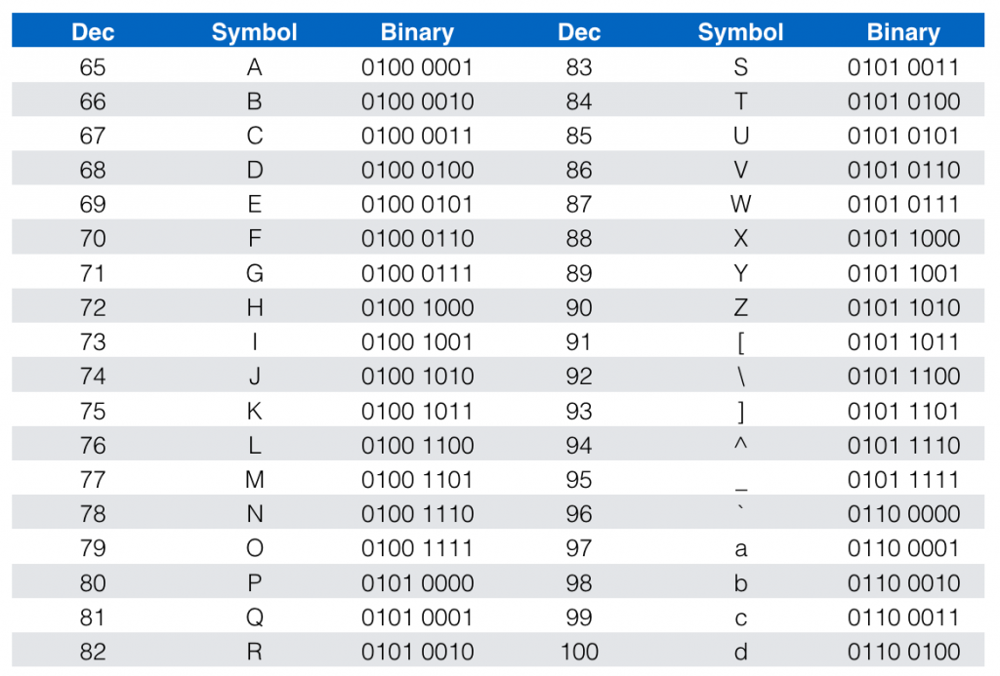 Dec Symbol Binary Dec Symbol Binary
65 A 0100 0001 83 S 0101 0011
66 B 0100 0010 84 T 0101 0100
67 C 0100 0011 85 U 0101 0101
68 D 0100 0100 86 V 0101 0110
69 E 0100 0101 87 W 0101 0111
70 F 0100 0110 88 X 0101 1000
71 G 0100 0111 89 Y 0101 1001
72 H 0100 1000 90 Z 0101 1010
73 I 0100 1001 91 [ 0101 1011
74 J 0100 1010 92 \ 0101 1100
75 K 0100 1011 93 ] 0101 1101
76 L 0100 1100 94 ^ 0101 1110
77 M 0100 1101 95 _ 0101 1111
78 N 0100 1110 96 ` 0110 0000
79 O 0100 1111 97 a 0110 0001
80 P 0101 0000 98 b 0110 0010
81 Q 0101 0001 99 c 0110 0011
82 R 0101 0010 100 d 0110 0100